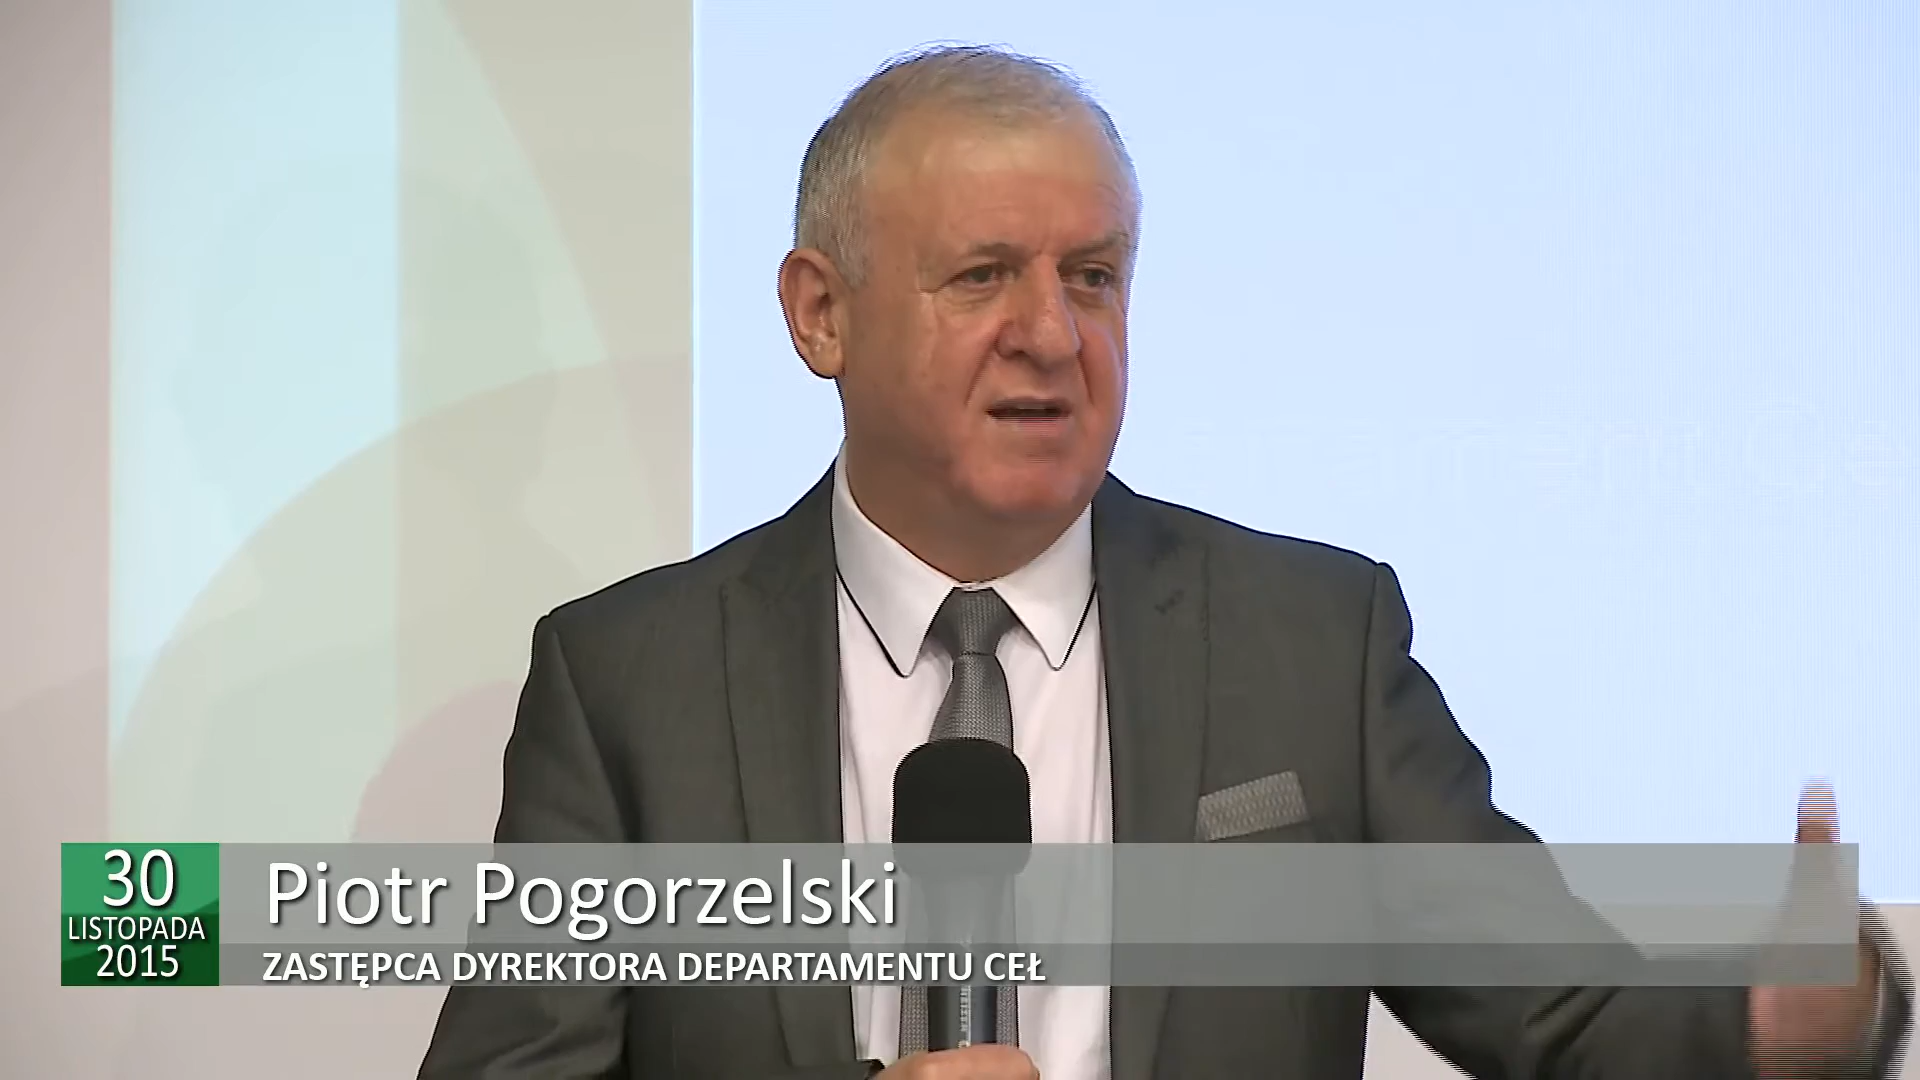 30
LISTOPADA
2015
Piotr Pogorzelski
ZASTĘPCA DYREKTORA DEPARTAMENTU CEŁ